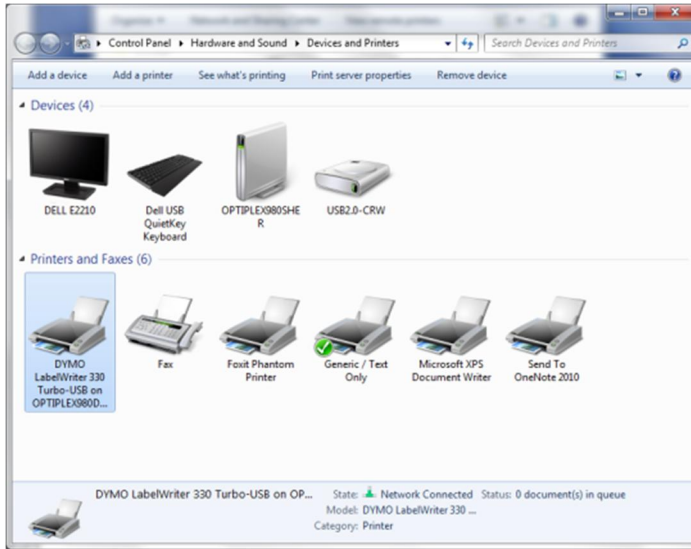 Control Panel ▸ Hardware and Sound ▸ Devices and Printers
Search Devices and Printers
Add a device Add a printer See what's printing Print server properties Remove device
Devices (4)
DELL E2210
Dell USB
QuietKey
Keyboard
OPTIPLEX980SHE
R
USB2.0-CRW
Printers and Faxes (6)
DYMO
LabelWriter 330
Turbo-USB on
OPTIPLEX980D...
Fax
Foxit Phantom
Printer
Generic / Text
Only
Microsoft XPS
Document Writer
Send To
OneNote 2010
DYMO LabelWriter 330 Turbo-USB on OP... State: Network Connected Status: 0 document(s) in queue
Model: DYMO LabelWriter 330 ...
Category: Printer